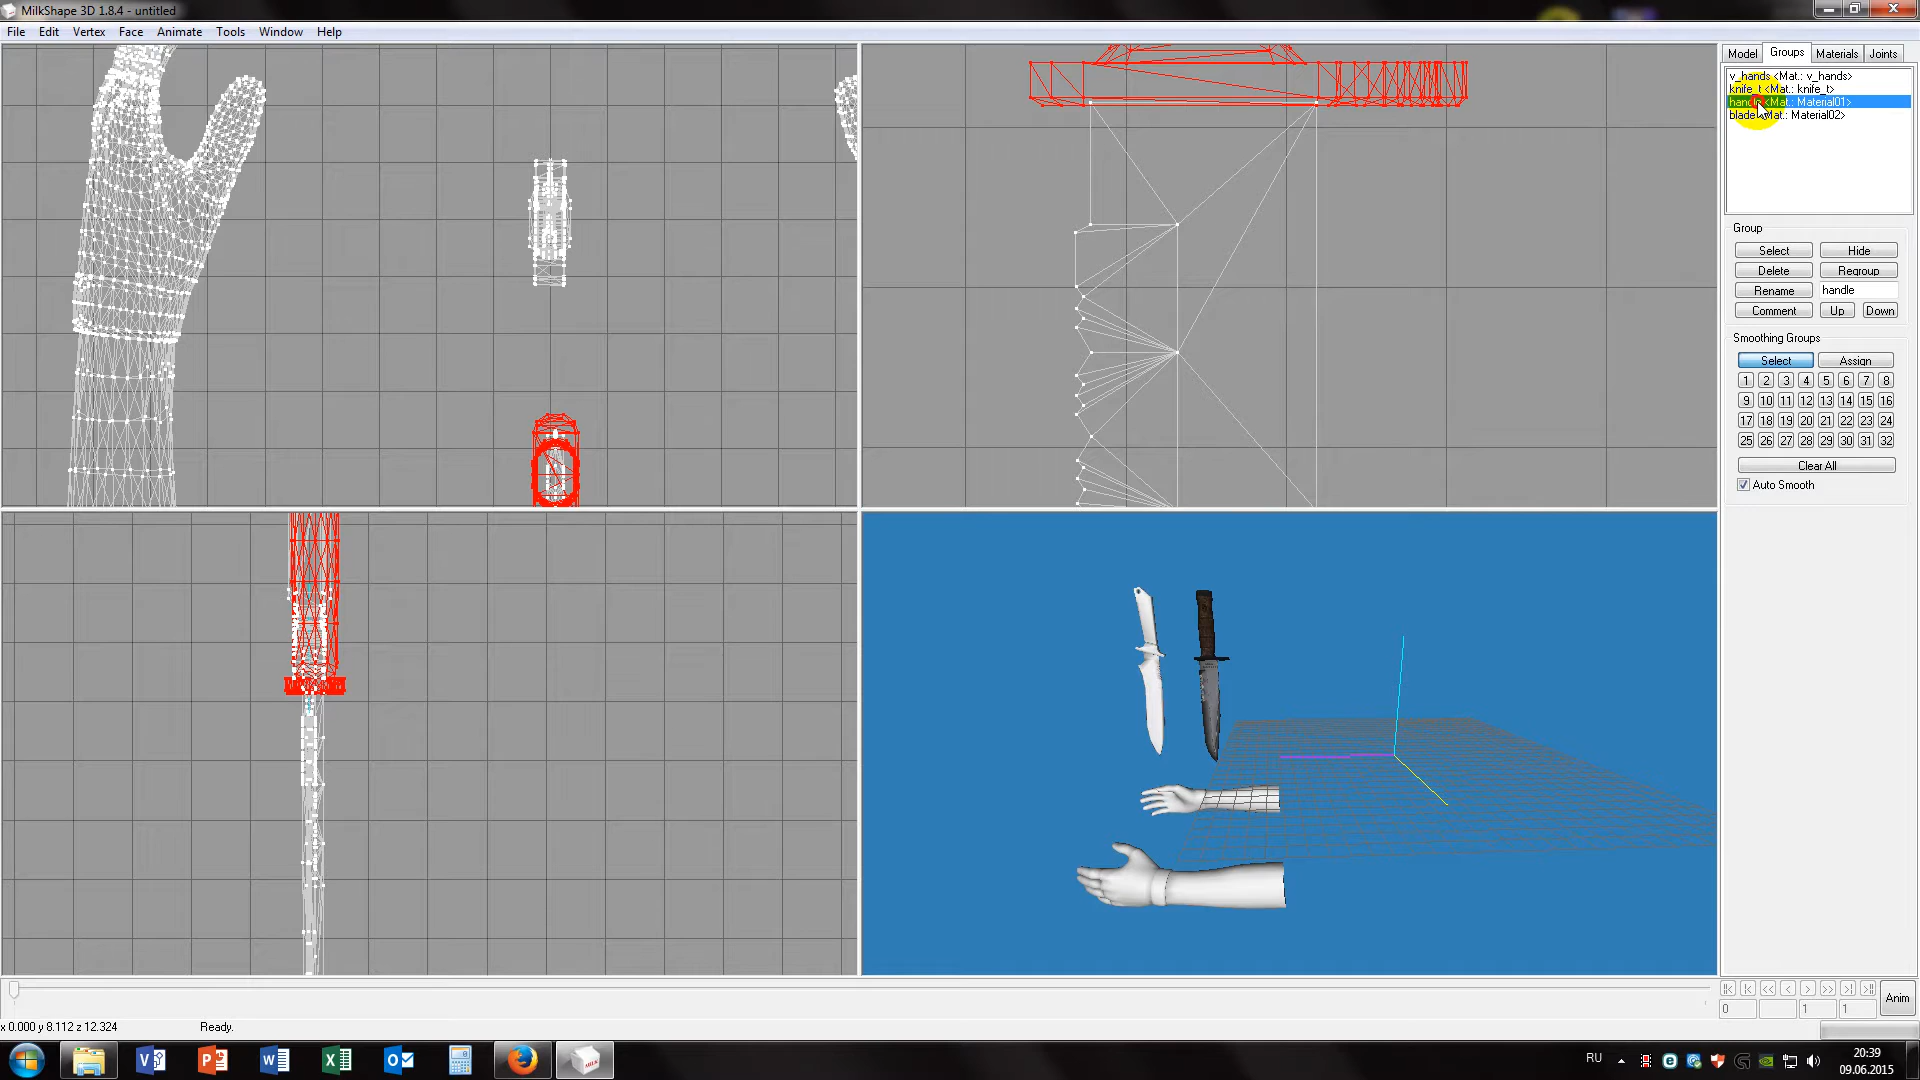 MilkShape 3D 1.8.4 - untitled
File Edit Vertex Face Animate Tools Window Help
Model Groups Materials Joints
v_hands <Mat.: v_hands>
knife_t <Mat.: knife_t>
handle <Mat.: Material01>
blade <Mat.: Material02>
Group
Select Hide
Delete Regroup
Rename handle
Comment Up Down
Smoothing Groups
Select Assign
1 2 3 4 5 6 7 8
9 10 11 12 13 14 15 16
17 18 19 20 21 22 23 24
25 26 27 28 29 30 31 32
Clear All
Auto Smooth
0 1 1
Anim
x 0.000 y 8.112 z 12.324 Ready.
RU
20:39
09.06.2015